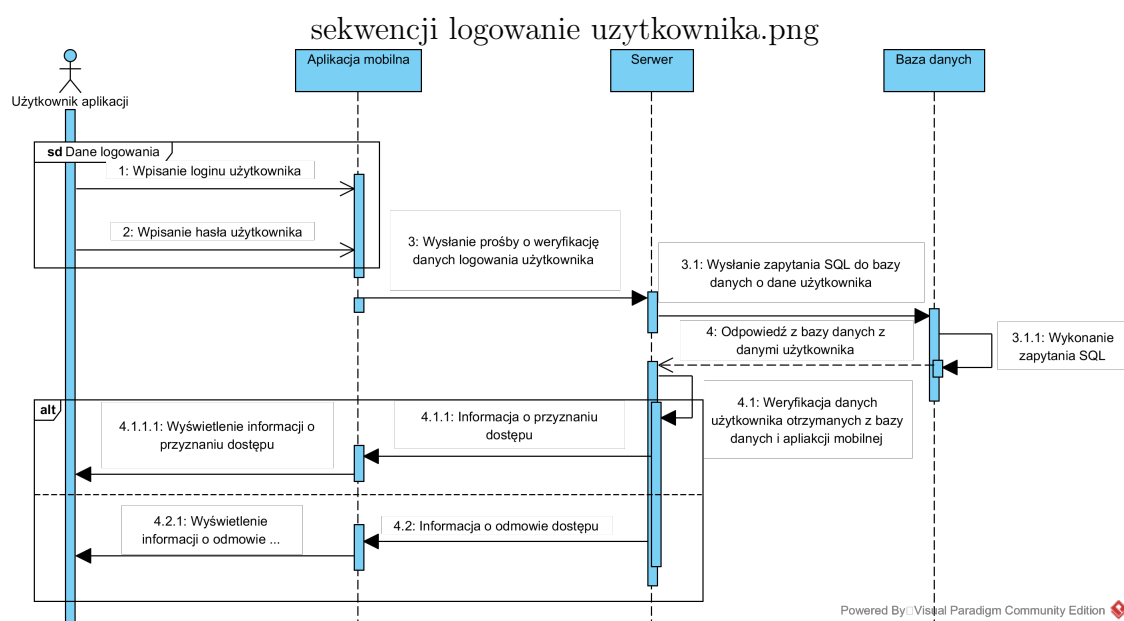 sekwencji logowanie uzytkownika.png
Użytkownik aplikacji
Aplikacja mobilna
Serwer
Baza danych
sd Dane logowania
1: Wpisanie loginu użytkownika
2: Wpisanie hasła użytkownika
3: Wysłanie prośby o weryfikację
danych logowania użytkownika
3.1: Wysłanie zapytania SQL do bazy
danych o dane użytkownika
4: Odpowiedź z bazy danych z
danymi użytkownika
3.1.1: Wykonanie
zapytania SQL
4.1: Weryfikacja danych
użytkownika otrzymanych z bazy
danych i apliakcji mobilnej
alt
4.1.1: Informacja o przyznaniu
dostępu
4.1.1.1: Wyświetlenie informacji o
przyznaniu dostępu
4.2: Informacja o odmowie dostępu
4.2.1: Wyświetlenie
informacji o odmowie ...
Powered By Visual Paradigm Community Edition